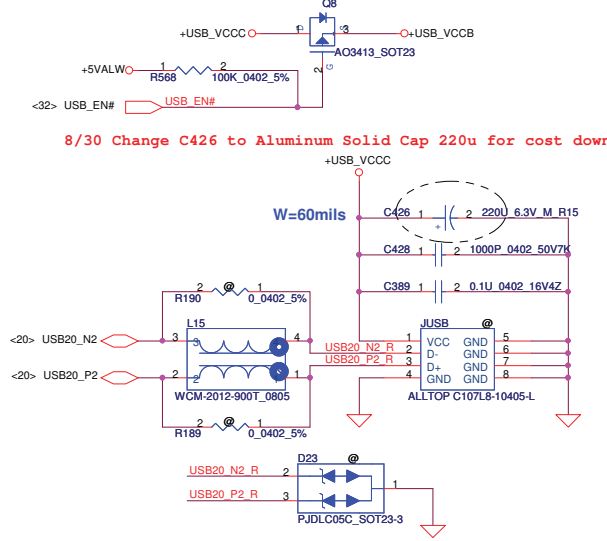 Q8
+USB_VCCC 1 D S 3 +USB_VCCB
AO3413_SOT23
2 G
+5VALW 1 2
R568 100K_0402_5%
<32> USB_EN# USB_EN#
8/30 Change C426 to Aluminum Solid Cap 220u for cost down
+USB_VCCC
W=60mils
C426 1 + 2 220U_6.3V_M_R15
C428 1 2 1000P_0402_50V7K
C389 1 2 0.1U_0402_16V4Z
2 @ 1
R190 0_0402_5%
L15
<20> USB20_N2 3 3 4
<20> USB20_P2 2 2 1
WCM-2012-900T_0805
2 @ 1
R189 0_0402_5%
JUSB @
1 VCC GND 5
USB20_N2_R 2 D- GND 6
USB20_P2_R 3 D+ GND 7
4 GND GND 8
ALLTOP C107L8-10405-L
D23 @
USB20_N2_R 2
1
USB20_P2_R 3
PJDLC05C_SOT23-3